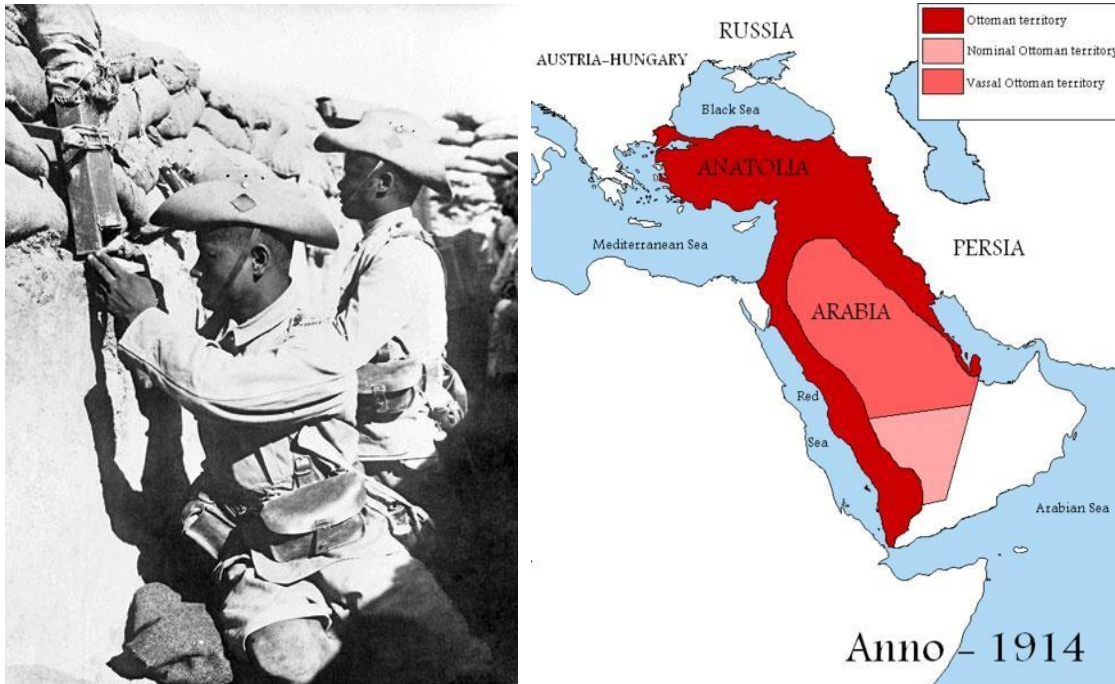 Ottoman territory
Nominal Ottoman territory
Vassal Ottoman territory
RUSSIA
AUSTRIA-HUNGARY
Black Sea
ANATOLIA
Mediterranean Sea
PERSIA
ARABIA
Red
Sea
Arabian Sea
Anno - 1914